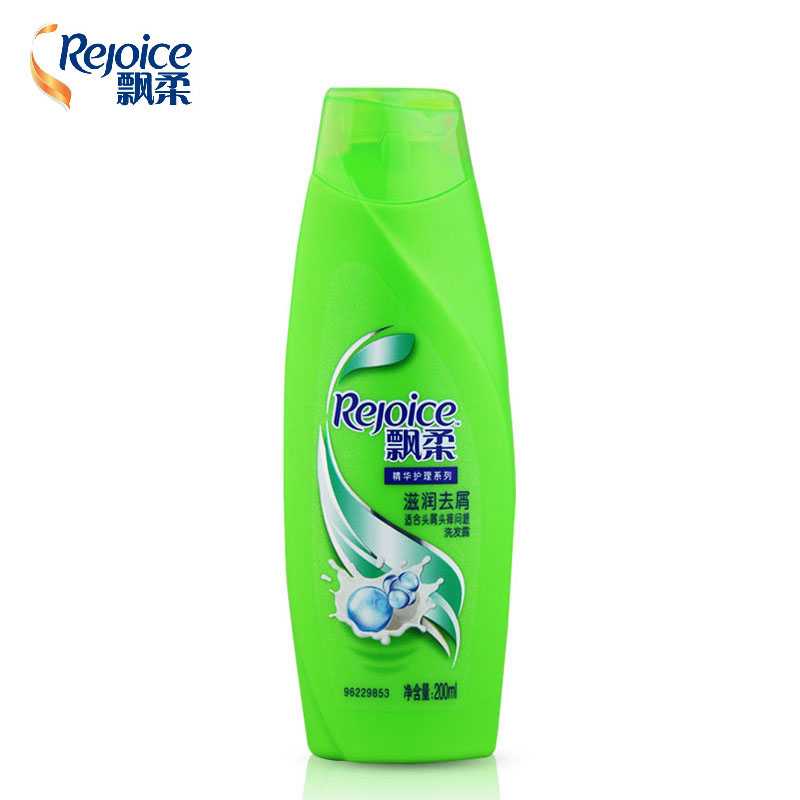 Rejoice
飘柔
Rejoice
飘柔
精华护理系列
滋润去屑
适合头屑头痒问题
洗发露
96229853
净含量:200ml